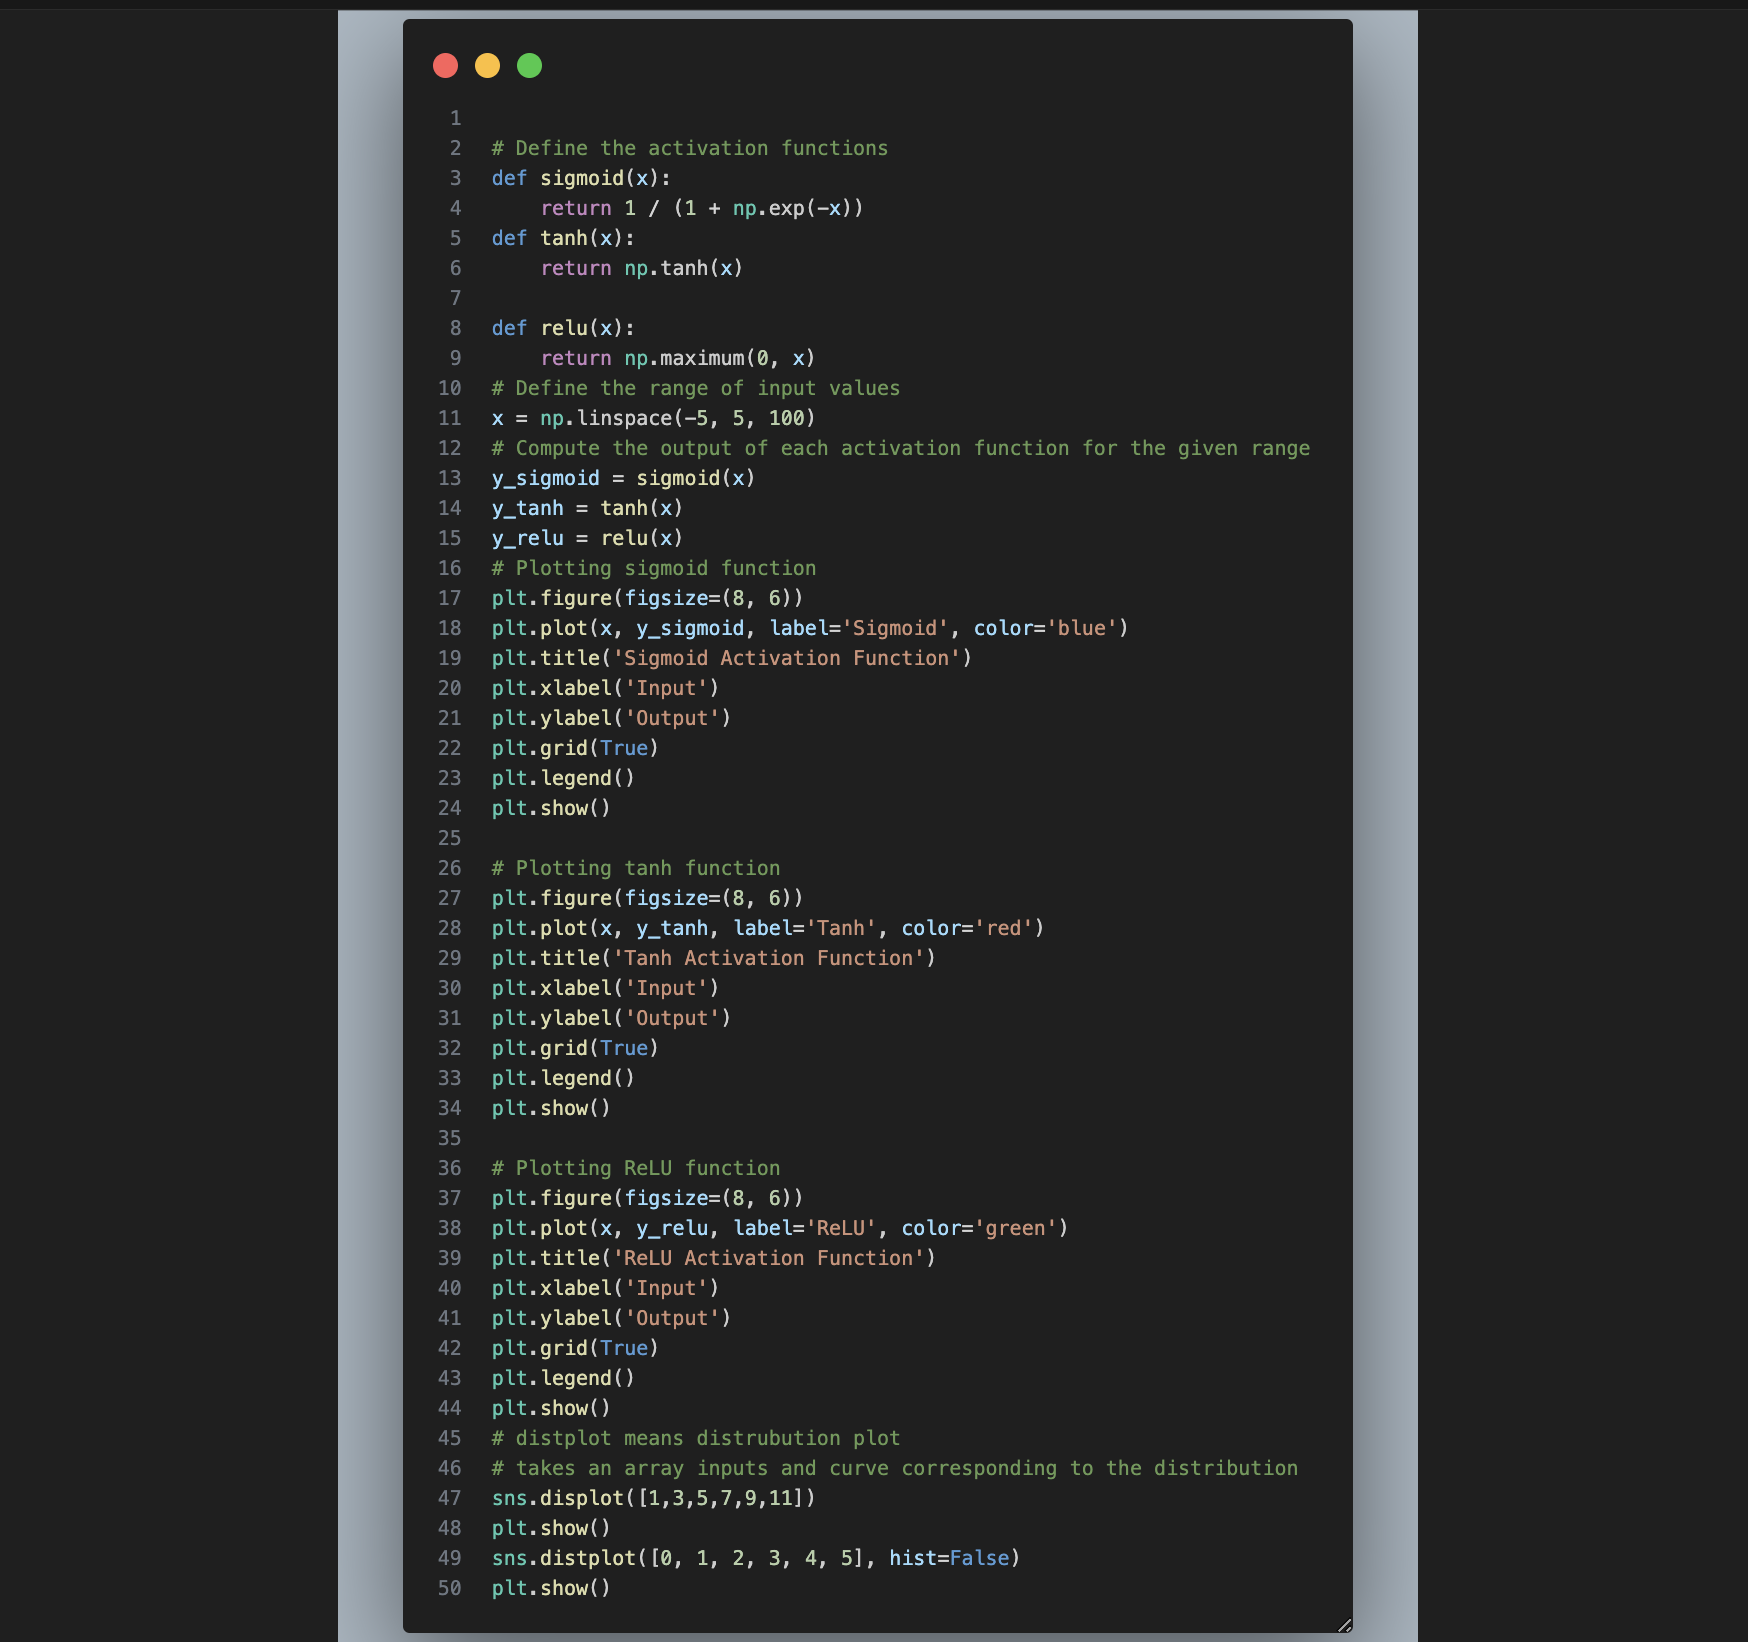 1
2 # Define the activation functions
3 def sigmoid(x):
4     return 1 / (1 + np.exp(-x))
5 def tanh(x):
6     return np.tanh(x)
7
8 def relu(x):
9     return np.maximum(0, x)
10 # Define the range of input values
11 x = np.linspace(-5, 5, 100)
12 # Compute the output of each activation function for the given range
13 y_sigmoid = sigmoid(x)
14 y_tanh = tanh(x)
15 y_relu = relu(x)
16 # Plotting sigmoid function
17 plt.figure(figsize=(8, 6))
18 plt.plot(x, y_sigmoid, label='Sigmoid', color='blue')
19 plt.title('Sigmoid Activation Function')
20 plt.xlabel('Input')
21 plt.ylabel('Output')
22 plt.grid(True)
23 plt.legend()
24 plt.show()
25
26 # Plotting tanh function
27 plt.figure(figsize=(8, 6))
28 plt.plot(x, y_tanh, label='Tanh', color='red')
29 plt.title('Tanh Activation Function')
30 plt.xlabel('Input')
31 plt.ylabel('Output')
32 plt.grid(True)
33 plt.legend()
34 plt.show()
35
36 # Plotting ReLU function
37 plt.figure(figsize=(8, 6))
38 plt.plot(x, y_relu, label='ReLU', color='green')
39 plt.title('ReLU Activation Function')
40 plt.xlabel('Input')
41 plt.ylabel('Output')
42 plt.grid(True)
43 plt.legend()
44 plt.show()
45 # distplot means distrubution plot
46 # takes an array inputs and curve corresponding to the distribution
47 sns.displot([1,3,5,7,9,11])
48 plt.show()
49 sns.distplot([0, 1, 2, 3, 4, 5], hist=False)
50 plt.show()